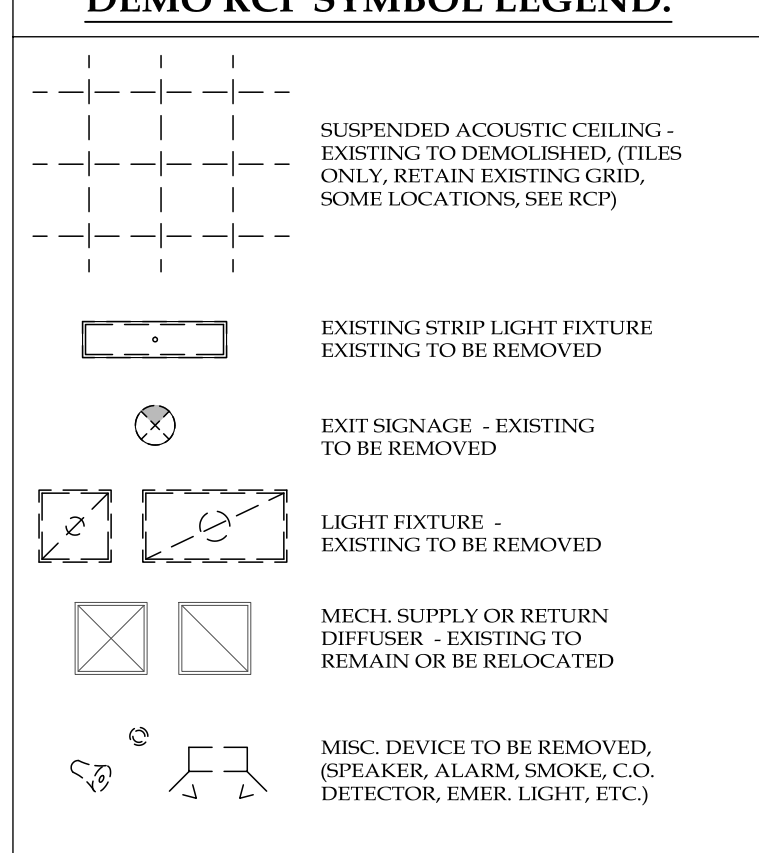 DEMO RCP SYMBOL LEGEND:
SUSPENDED ACOUSTIC CEILING -
EXISTING TO DEMOLISHED, (TILES
ONLY, RETAIN EXISTING GRID,
SOME LOCATIONS, SEE RCP)
EXISTING STRIP LIGHT FIXTURE
EXISTING TO BE REMOVED
EXIT SIGNAGE - EXISTING
TO BE REMOVED
LIGHT FIXTURE -
EXISTING TO BE REMOVED
MECH. SUPPLY OR RETURN
DIFFUSER - EXISTING TO
REMAIN OR BE RELOCATED
MISC. DEVICE TO BE REMOVED,
(SPEAKER, ALARM, SMOKE, C.O.
DETECTOR, EMER. LIGHT, ETC.)